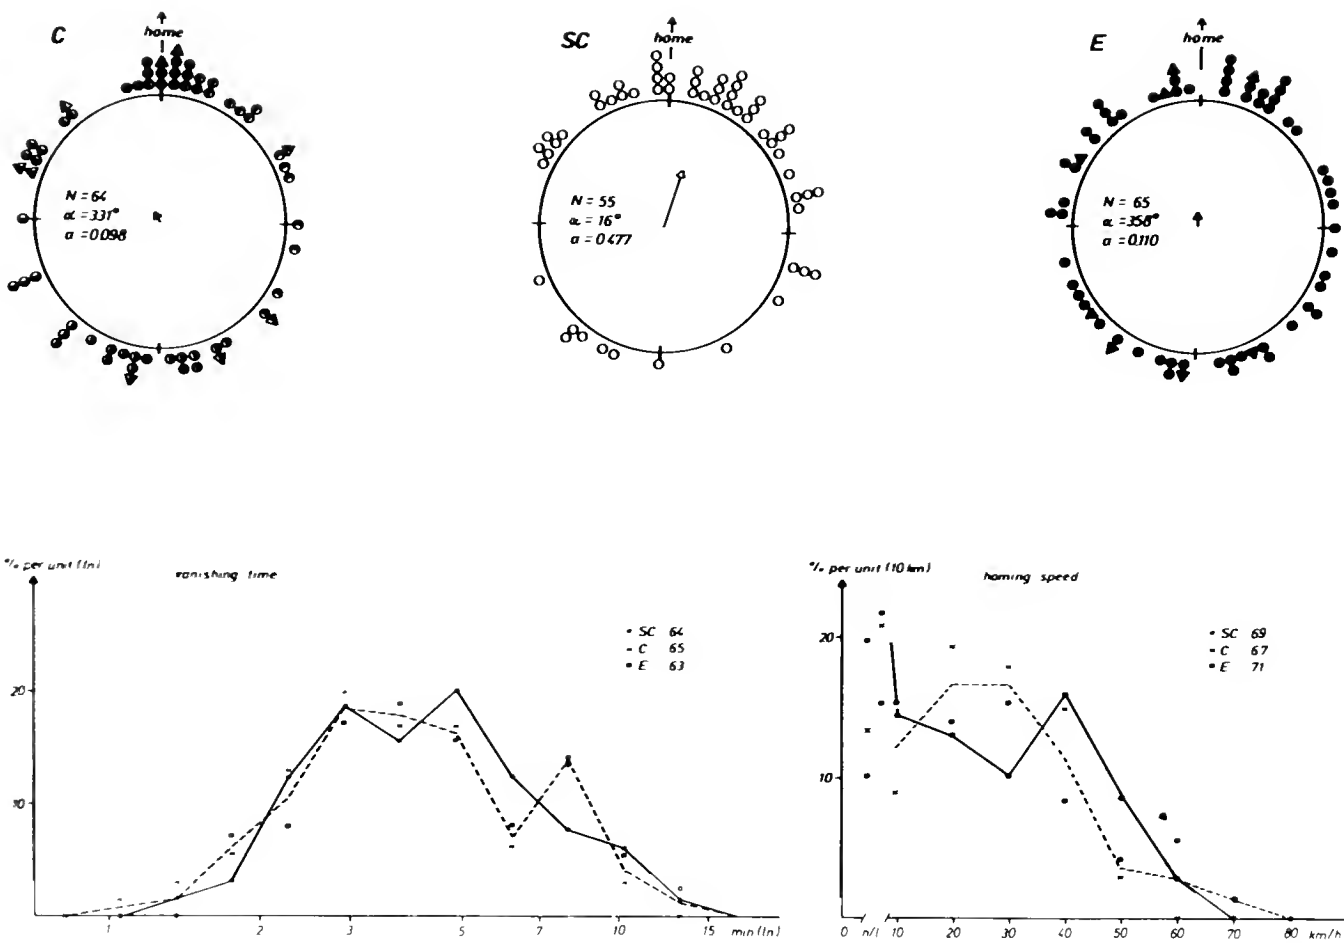 C
home
N = 64
α = 331°
a = 0.098
SC
home
N = 55
α = 16°
a = 0.477
E
home
N = 65
α = 358°
a = 0.110
% per unit (ln)
vanishing time
SC 64
C 65
E 63
20
10
1 2 3 5 7 10 15 min (ln)
% per unit (10 km)
homing speed
SC 69
C 67
E 71
20
10
0 n/l 10 20 30 40 50 60 70 80 km/h